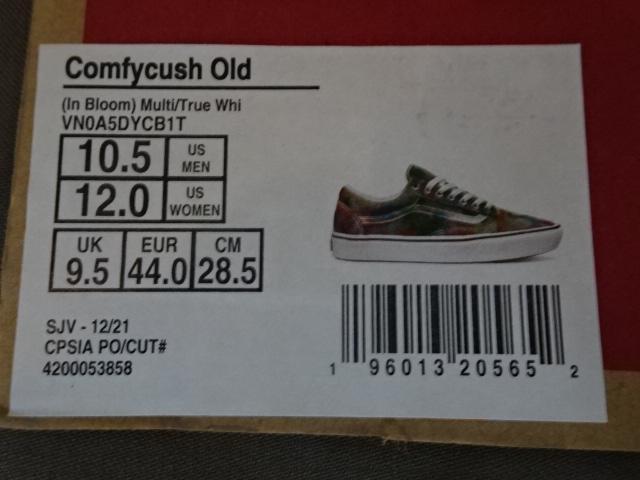 Comfycush Old
(In Bloom) Multi/True Whi
VN0A5DYCB1T
10.5 US MEN
12.0 US WOMEN
UK EUR CM
9.5 44.0 28.5
SJV - 12/21
CPSIA PO/CUT#
4200053858
1 96013 20565 2